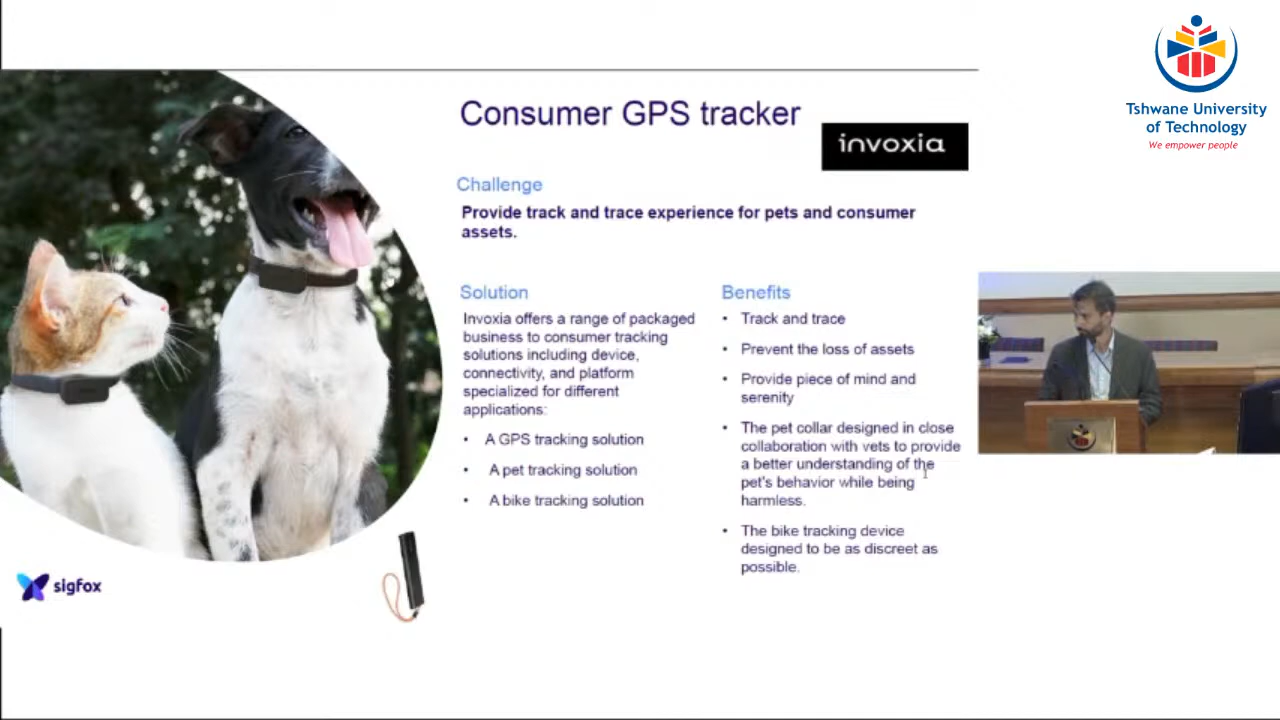 Tshwane University
of Technology
We empower people
Consumer GPS tracker
invoxia
Challenge
Provide track and trace experience for pets and consumer
assets.
Solution
Invoxia offers a range of packaged
business to consumer tracking
solutions including device,
connectivity, and platform
specialized for different
applications:
• A GPS tracking solution
• A pet tracking solution
• A bike tracking solution
Benefits
• Track and trace
• Prevent the loss of assets
• Provide piece of mind and
serenity
• The pet collar designed in close
collaboration with vets to provide
a better understanding of the
pet's behavior while being
harmless.
• The bike tracking device
designed to be as discreet as
possible.
sigfox